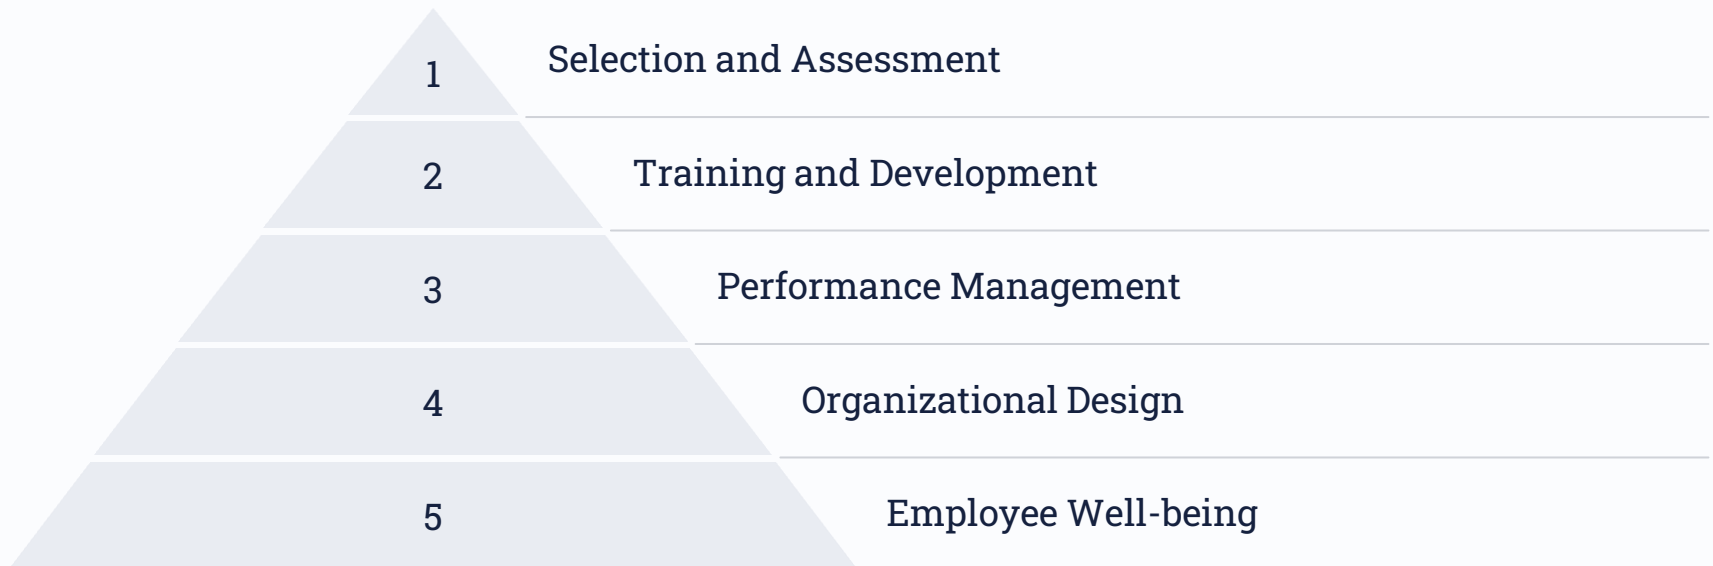 1 Selection and Assessment
2 Training and Development
3 Performance Management
4 Organizational Design
5 Employee Well-being